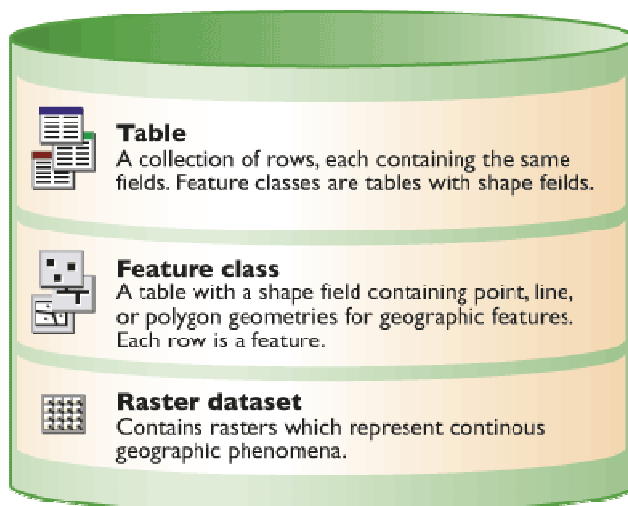 Table
A collection of rows, each containing the same
fields. Feature classes are tables with shape feilds.
Feature class
A table with a shape field containing point, line,
or polygon geometries for geographic features.
Each row is a feature.
Raster dataset
Contains rasters which represent continous
geographic phenomena.